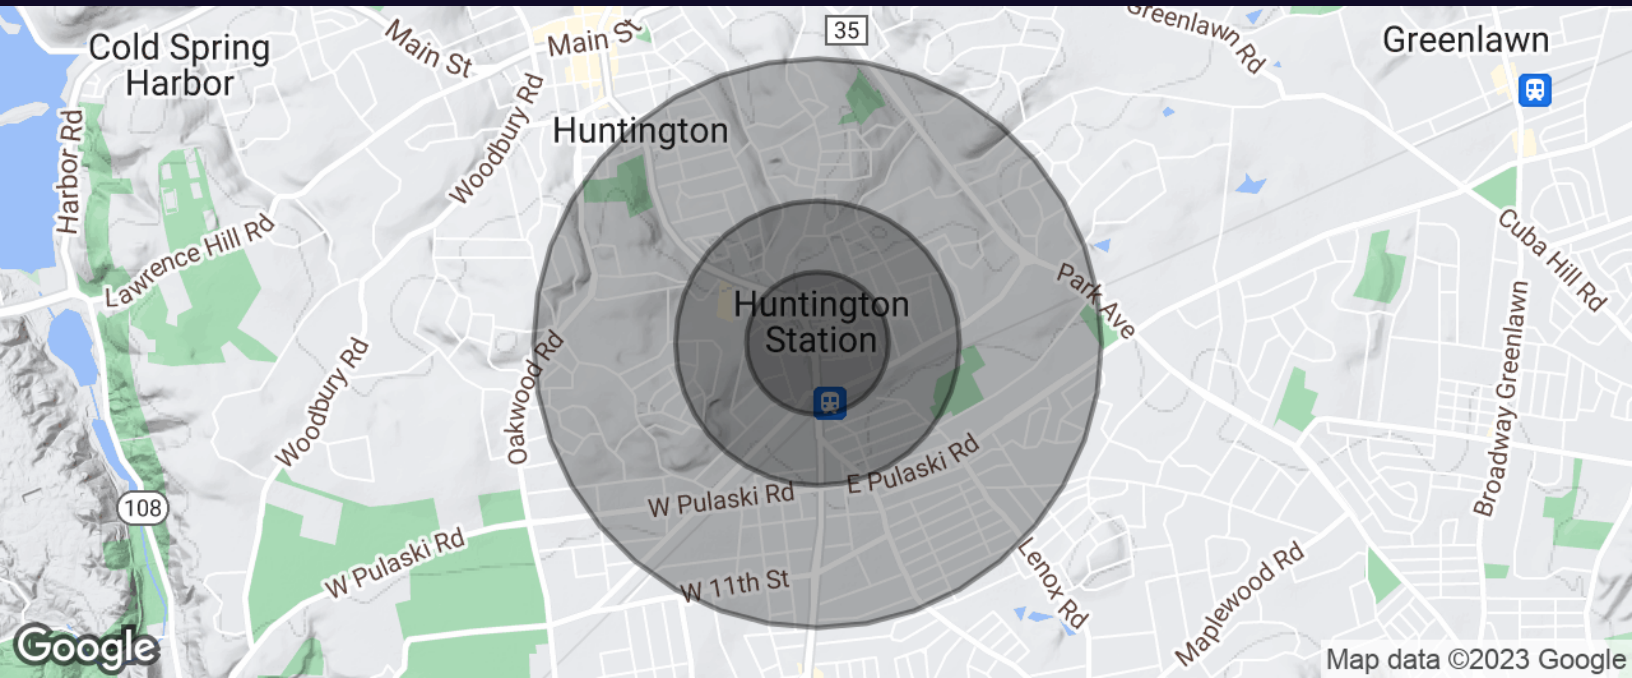 35
Greenlawn Rd
Greenlawn
Cold Spring
Harbor
Main St
Main St
Woodbury Rd
Huntington
Harbor Rd
Lawrence Hill Rd
Cuba Hill Rd
Park Ave
Huntington
Station
Broadway Greenlawn
Oakwood Rd
Woodbury Rd
E Pulaski Rd
W Pulaski Rd
108
W Pulaski Rd
W 11th St
Lenox Rd
Maplewood Rd
Google
Map data ©2023 Google